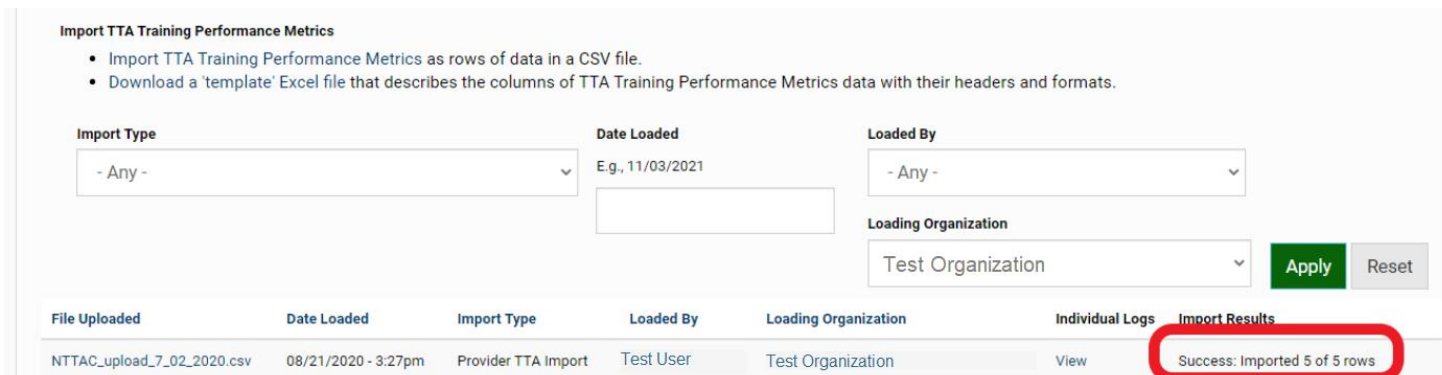 Import TTA Training Performance Metrics
• Import TTA Training Performance Metrics as rows of data in a CSV file.
• Download a 'template' Excel file that describes the columns of TTA Training Performance Metrics data with their headers and formats.
Import Type
- Any -
Date Loaded
E.g., 11/03/2021
Loaded By
- Any -
Loading Organization
Test Organization
Apply
Reset
File Uploaded Date Loaded Import Type Loaded By Loading Organization Individual Logs Import Results
NTTAC_upload_7_02_2020.csv 08/21/2020 - 3:27pm Provider TTA Import Test User Test Organization View Success: Imported 5 of 5 rows